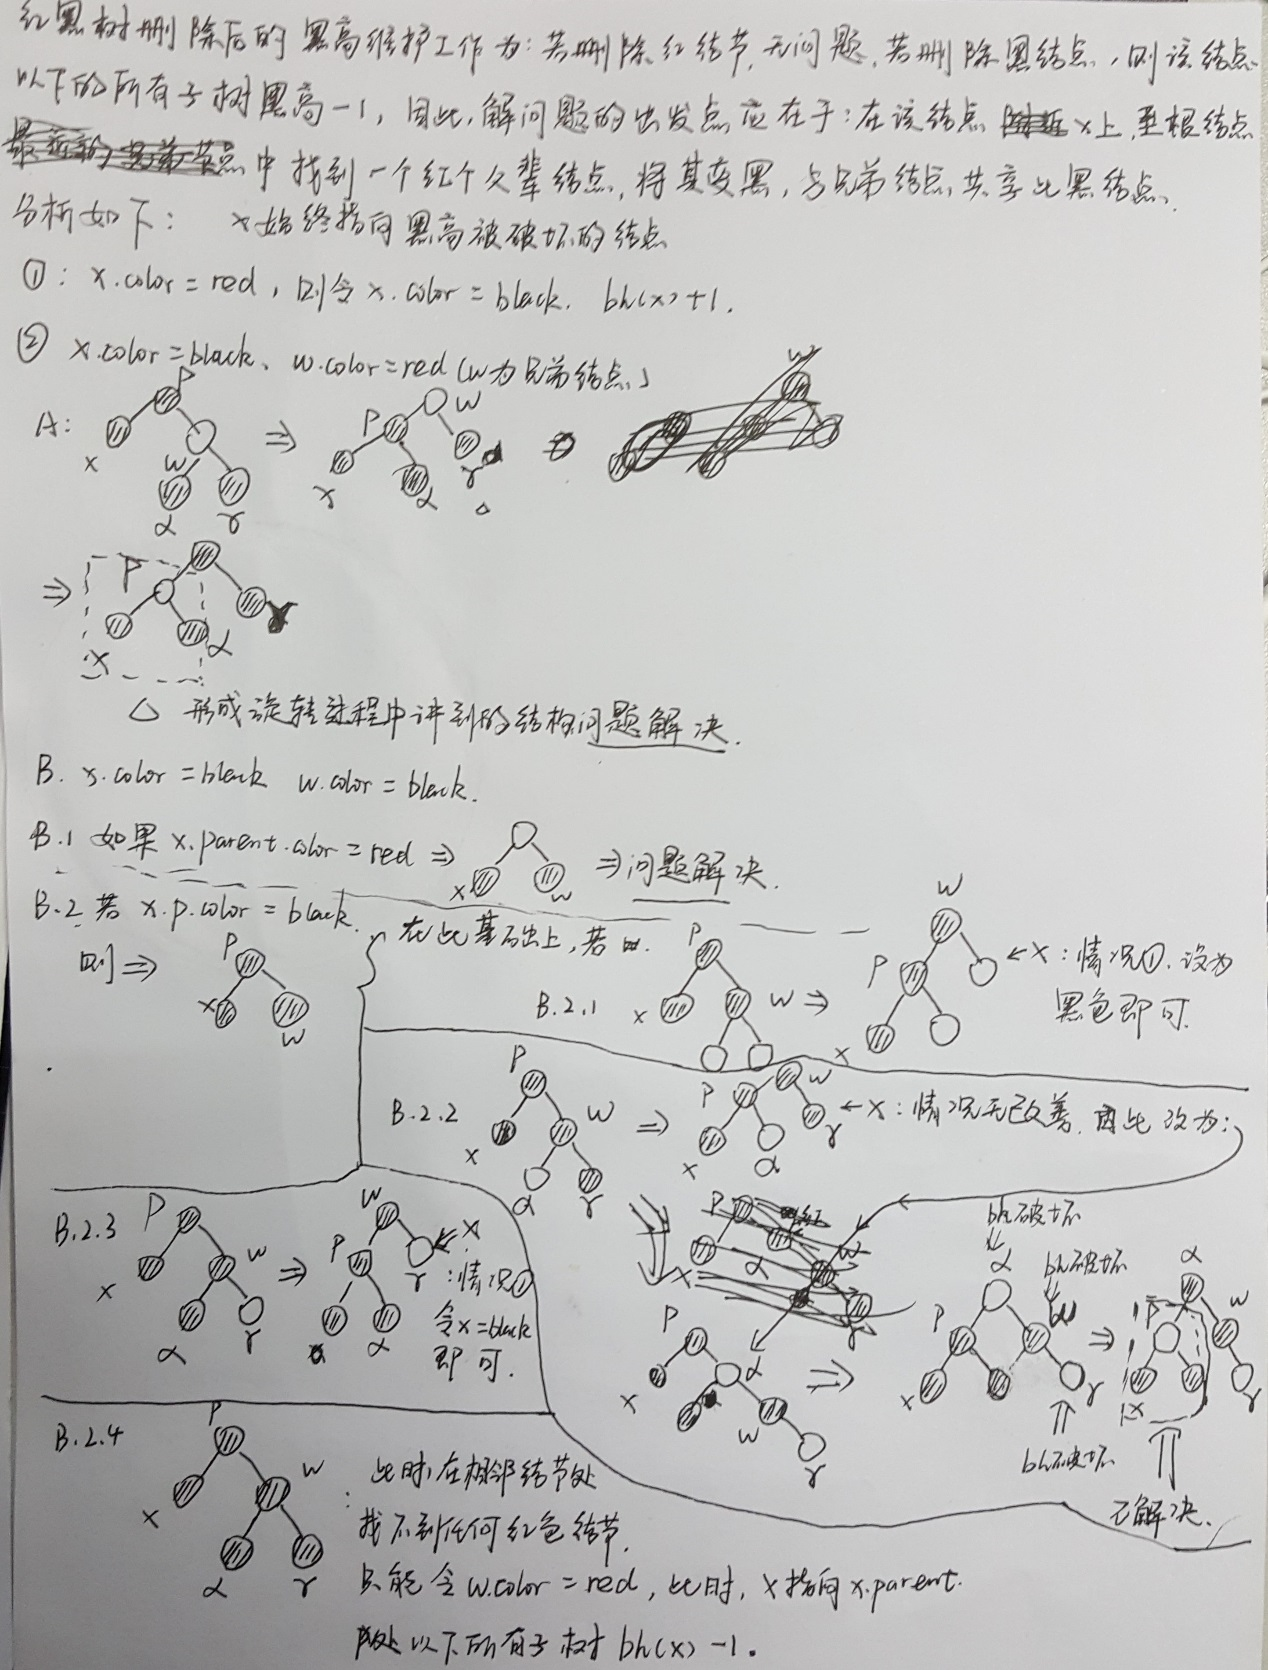 红黑树删除后的黑高维护工作为:若删除红结节,无问题,若删除黑结点,则该结点
以下的所有子树黑高-1,因此,解问题的出发点应在于:在该结点 x上,至根结点
中找到一个红个父辈结点,将其变黑,与兄弟结点共享此黑结点.
分析如下: x始终指向黑高被破坏的结点
①: x.color = red, 则令 x.color = black. bh(x)+1.
② x.color = black、w.color = red (w为兄弟结点)
A: P x w α γ ⇒ P w x α γ
⇒ P x α
△ 形成旋转过程中讲到的结构问题解决.
B. x.color = black w.color = black.
B.1 如果 x.parent.color = red ⇒ x w ⇒问题解决.
B.2 若 x.p.color = black.
则⇒ P x w
在此基础上,若
B.2.1 P x w ⇒ w P x ←x:情况①.设为
黑色即可.
B.2.2 P x w α γ ⇒ P w x α γ ←x:情况无改善,因此改为:
B.2.3 P x w α γ ⇒ w P α γ x
:情况①
令x=black
即可.
P x α w γ ⇒
bh破坏
α
bh破坏
P w x γ
bh破坏
⇒ α P w x γ
已解决.
B.2.4 P x w α γ
: 此时,在相邻结节处
找不到任何红色结节.
只能令w.color = red, 此时, x指向x.parent.
以下所有子树 bh(x) -1.